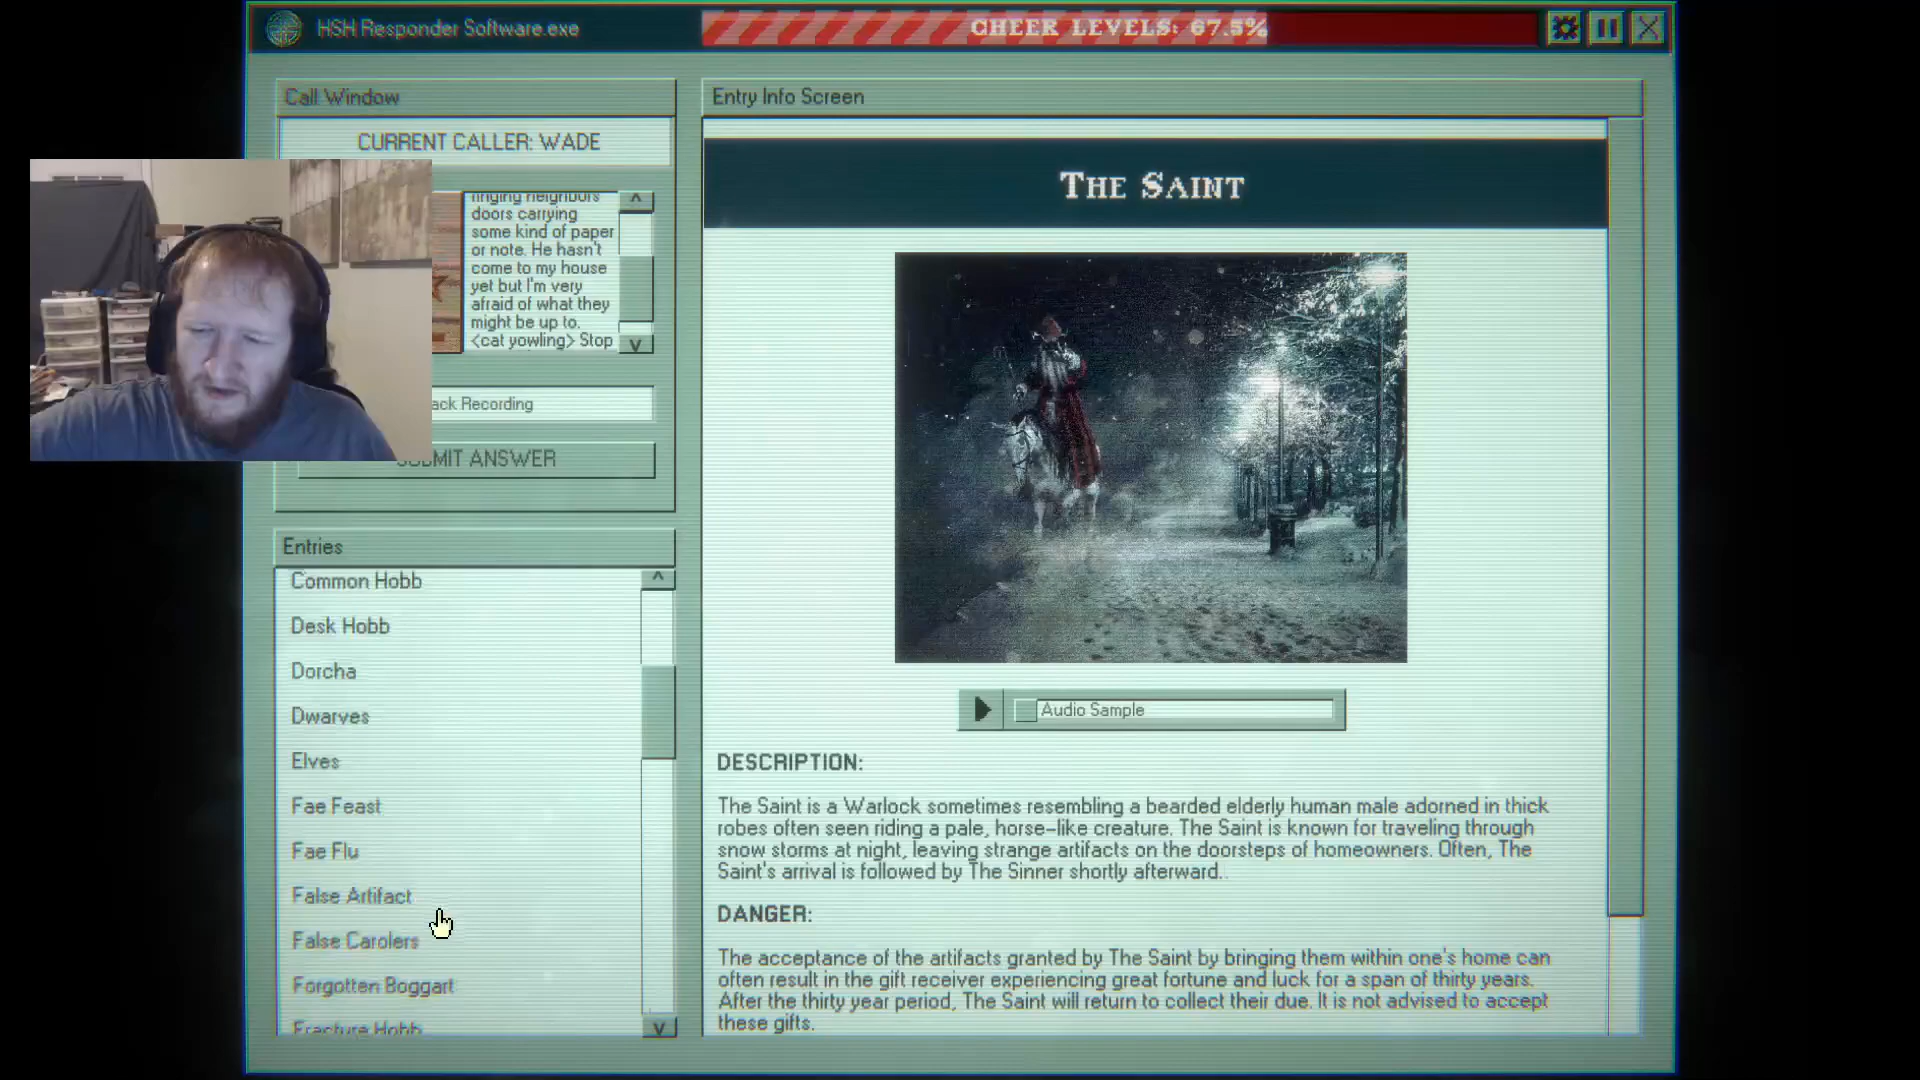 HSH Responder Software.exe
CHEER LEVELS: 67.5%
Call Window
CURRENT CALLER: WADE
ringing neighbors
doors carrying
some kind of paper
or note. He hasn't
come to my house
yet but I'm very
afraid of what they
might be up to.
<cat yowling> Stop
ack Recording
SUBMIT ANSWER
Entries
Common Hobb
Desk Hobb
Dorcha
Dwarves
Elves
Fae Feast
Fae Flu
False Artifact
False Carolers
Forgotten Boggart
Fracture Hobb
Entry Info Screen
THE SAINT
Audio Sample
DESCRIPTION:
The Saint is a Warlock sometimes resembling a bearded elderly human male adorned in thick
robes often seen riding a pale, horse-like creature. The Saint is known for traveling through
snow storms at night, leaving strange artifacts on the doorsteps of homeowners. Often, The
Saint's arrival is followed by The Sinner shortly afterward..
DANGER:
The acceptance of the artifacts granted by The Saint by bringing them within one's home can
often result in the gift receiver experiencing great fortune and luck for a span of thirty years.
After the thirty year period, The Saint will return to collect their due. It is not advised to accept
these gifts.